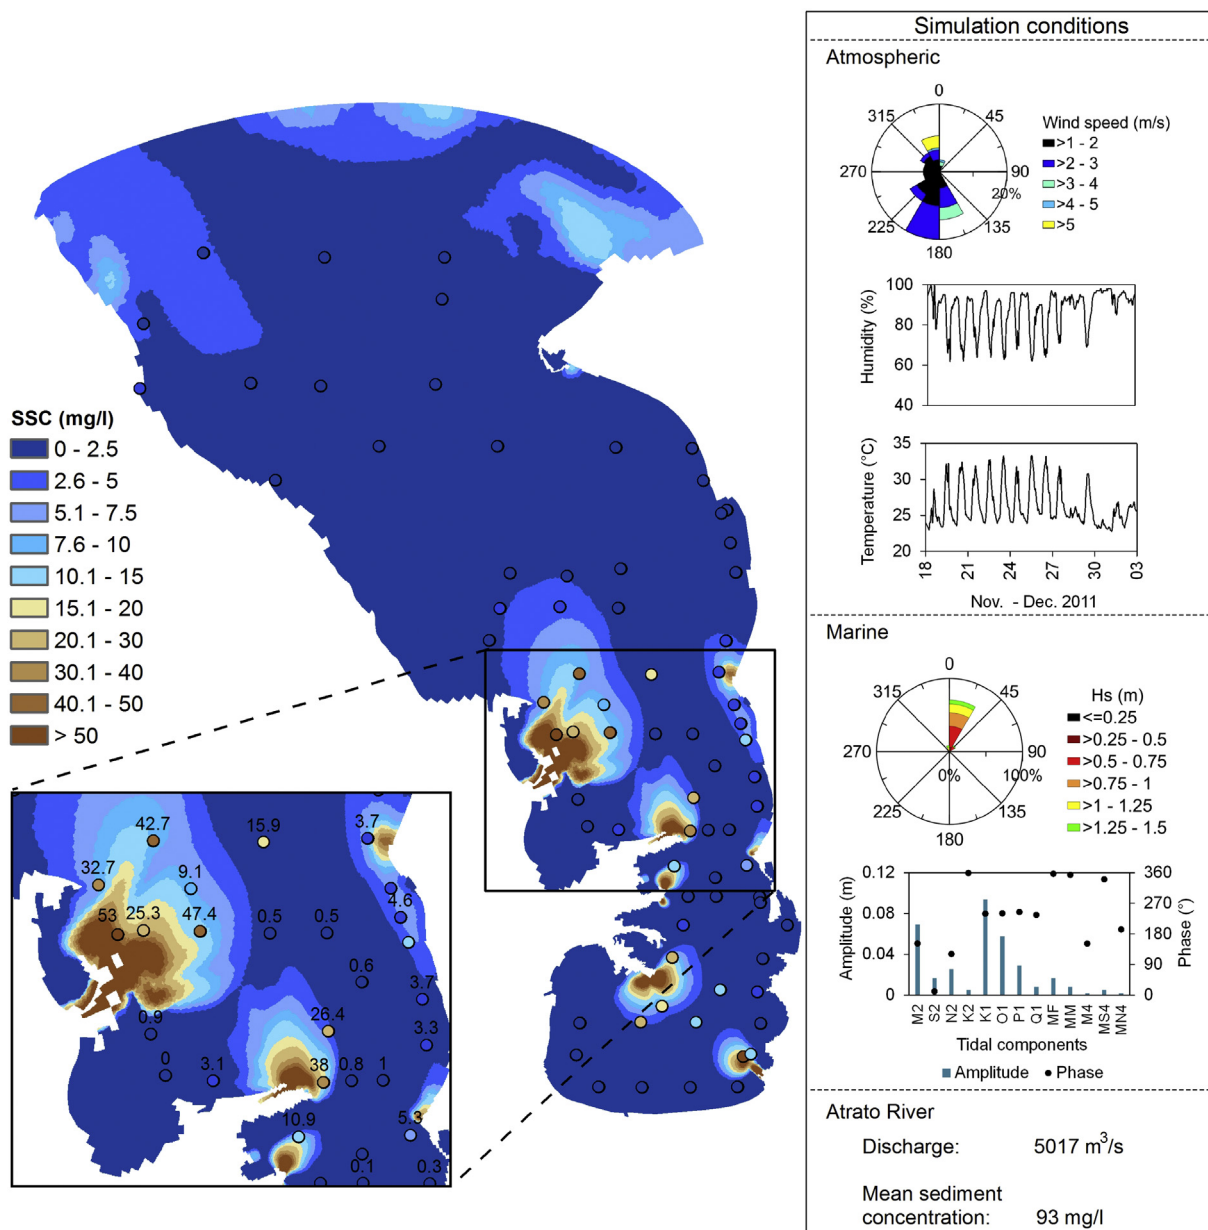 SSC (mg/l)
0 - 2.5
2.6 - 5
5.1 - 7.5
7.6 - 10
10.1 - 15
15.1 - 20
20.1 - 30
30.1 - 40
40.1 - 50
> 50
42.7
15.9
3.7
32.7
9.1
4.6
53
25.3
47.4
0.5
0.5
0.6
3.7
0.9
26.4
3.3
0
3.1
38
0.8
1
10.9
5.3
0.1
0.3
Simulation conditions
Atmospheric
0
315
45
270
90
20%
225
135
180
Wind speed (m/s)
>1 - 2
>2 - 3
>3 - 4
>4 - 5
>5
Humidity (%)
100
80
60
40
Temperature (°C)
35
30
25
20
18
21
24
27
30
03
Nov. - Dec. 2011
Marine
0
315
45
270
90
0%
100%
225
135
180
Hs (m)
<=0.25
>0.25 - 0.5
>0.5 - 0.75
>0.75 - 1
>1 - 1.25
>1.25 - 1.5
Amplitude (m)
0.12
0.08
0.04
0
360
270
180
90
0
Phase (°)
M2
S2
N2
K2
K1
O1
P1
Q1
MF
MM
M4
MS4
MN4
Tidal components
Amplitude
Phase
Atrato River
Discharge: 5017 m³/s
Mean sediment
concentration: 93 mg/l